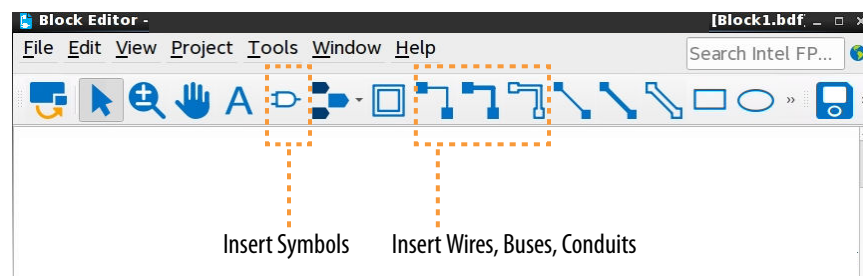 Block Editor - [Block1.bdf]
File Edit View Project Tools Window Help
Search Intel FP...
A
»
Insert Symbols Insert Wires, Buses, Conduits